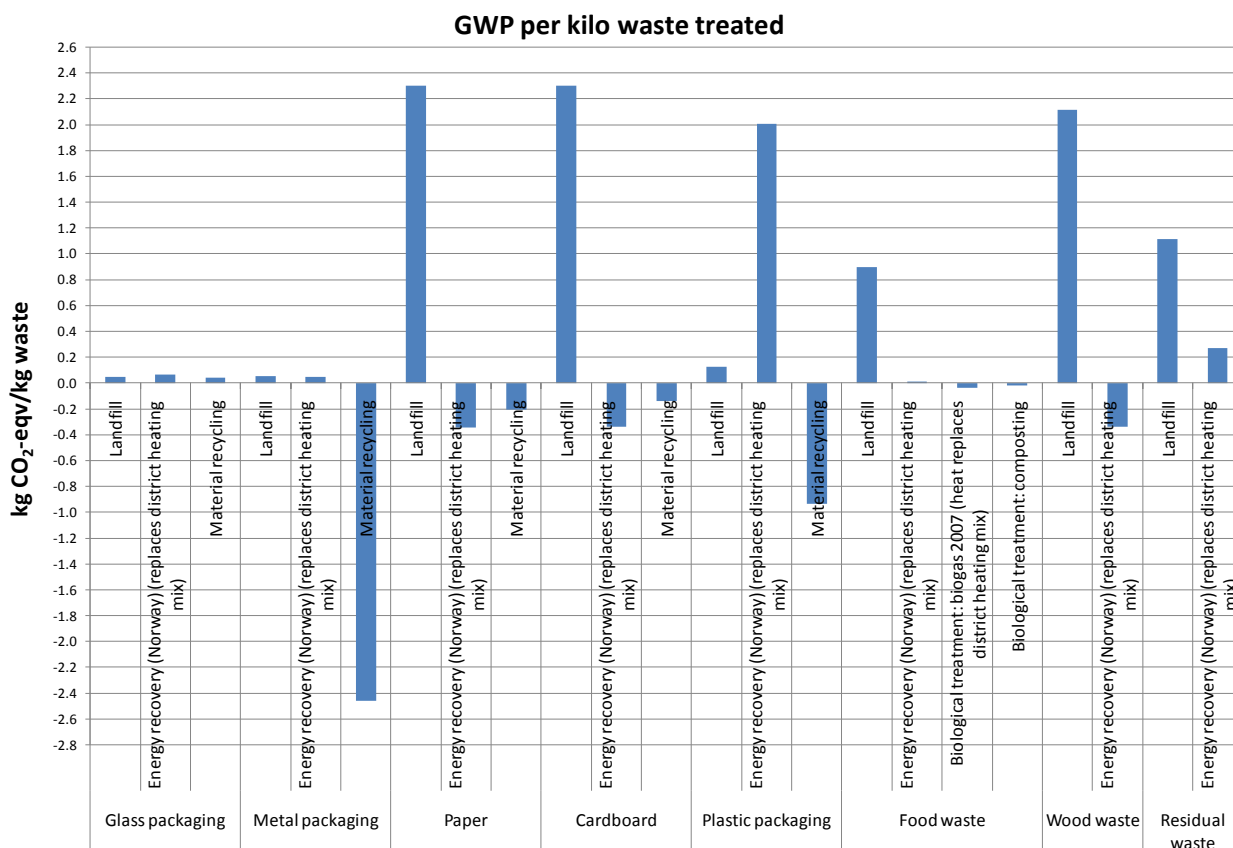 GWP per kilo waste treated
kg CO₂-eqv/kg waste
2.6
2.4
2.2
2.0
1.8
1.6
1.4
1.2
1.0
0.8
0.6
0.4
0.2
0.0
-0.2
-0.4
-0.6
-0.8
-1.0
-1.2
-1.4
-1.6
-1.8
-2.0
-2.2
-2.4
-2.6
-2.8
Landfill
Energy recovery (Norway) (replaces district heating
mix)
Material recycling
Landfill
Energy recovery (Norway) (replaces district heating
mix)
Material recycling
Landfill
Energy recovery (Norway) (replaces district heating
mix)
Material recycling
Landfill
Energy recovery (Norway) (replaces district heating
mix)
Material recycling
Landfill
Energy recovery (Norway) (replaces district heating
mix)
Material recycling
Landfill
Energy recovery (Norway) (replaces district heating
mix)
Biological treatment: biogas 2007 (heat replaces
district heating mix)
Biological treatment: composting
Landfill
Energy recovery (Norway) (replaces district heating
mix)
Landfill
Energy recovery (Norway) (replaces district heating
mix)
Glass packaging
Metal packaging
Paper
Cardboard
Plastic packaging
Food waste
Wood waste
Residual
waste